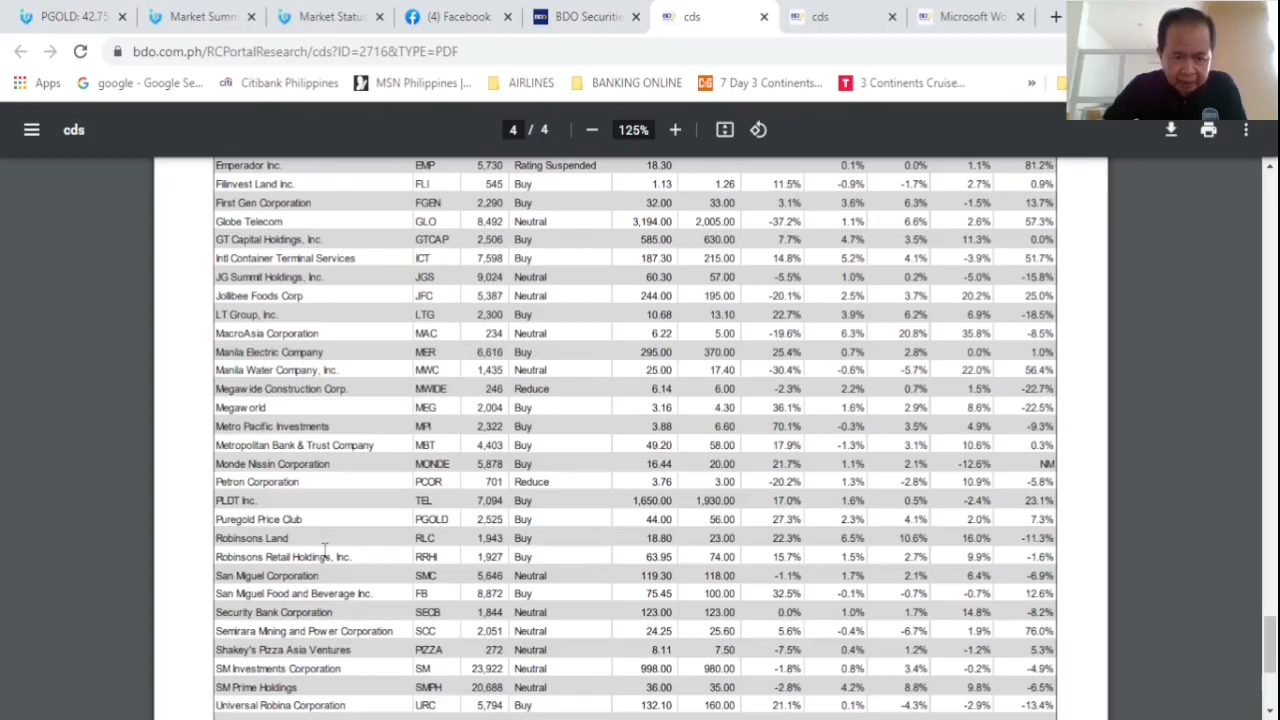 PGOLD: 42.75
Market Summ
Market Status
(4) Facebook
BDO Securitie
cds
cds
Microsoft Wo
bdo.com.ph/RCPortalResearch/cds?ID=2716&TYPE=PDF
Apps
google - Google Se...
Citibank Philippines
MSN Philippines |...
AIRLINES
BANKING ONLINE
7 Day 3 Continents...
3 Continents Cruise...
»
cds
4 / 4
125%
Emperador Inc. EMP 5,730 Rating Suspended 18.30 0.1% 0.0% 1.1% 81.2%
Filinvest Land Inc. FLI 545 Buy 1.13 1.26 11.5% -0.9% -1.7% 2.7% 0.9%
First Gen Corporation FGEN 2,290 Buy 32.00 33.00 3.1% 3.6% 6.3% -1.5% 13.7%
Globe Telecom GLO 8,492 Neutral 3,194.00 2,005.00 -37.2% 1.1% 6.6% 2.6% 57.3%
GT Capital Holdings, Inc. GTCAP 2,506 Buy 585.00 630.00 7.7% 4.7% 3.5% 11.3% 0.0%
Intl Container Terminal Services ICT 7,598 Buy 187.30 215.00 14.8% 5.2% 4.1% -3.9% 51.7%
JG Summit Holdings, Inc. JGS 9,024 Neutral 60.30 57.00 -5.5% 1.0% 0.2% -5.0% -15.8%
Jollibee Foods Corp JFC 5,387 Neutral 244.00 195.00 -20.1% 2.5% 3.7% 20.2% 25.0%
LT Group, Inc. LTG 2,300 Buy 10.68 13.10 22.7% 3.9% 6.2% 6.9% -18.5%
MacroAsia Corporation MAC 234 Neutral 6.22 5.00 -19.6% 6.3% 20.8% 35.8% -8.5%
Manila Electric Company MER 6,616 Buy 295.00 370.00 25.4% 0.7% 2.8% 0.0% 1.0%
Manila Water Company, Inc. MWC 1,435 Neutral 25.00 17.40 -30.4% -0.6% -5.7% 22.0% 56.4%
Megawide Construction Corp. MWIDE 246 Reduce 6.14 6.00 -2.3% 2.2% 0.7% 1.5% -22.7%
Megaworld MEG 2,004 Buy 3.16 4.30 36.1% 1.6% 2.9% 8.6% -22.5%
Metro Pacific Investments MPI 2,322 Buy 3.88 6.60 70.1% -0.3% 3.5% 4.9% -9.3%
Metropolitan Bank & Trust Company MBT 4,403 Buy 49.20 58.00 17.9% -1.3% 3.1% 10.6% 0.3%
Monde Nissin Corporation MONDE 5,878 Buy 16.44 20.00 21.7% 1.1% 2.1% -12.6% NM
Petron Corporation PCOR 701 Reduce 3.76 3.00 -20.2% 1.3% -2.8% 10.9% -5.8%
PLDT Inc. TEL 7,094 Buy 1,650.00 1,930.00 17.0% 1.6% 0.5% -2.4% 23.1%
Puregold Price Club PGOLD 2,525 Buy 44.00 56.00 27.3% 2.3% 4.1% 2.0% 7.3%
Robinsons Land RLC 1,943 Buy 18.80 23.00 22.3% 6.5% 10.6% 16.0% -11.3%
Robinsons Retail Holdings, Inc. RRHI 1,927 Buy 63.95 74.00 15.7% 1.5% 2.7% 9.9% -1.6%
San Miguel Corporation SMC 5,646 Neutral 119.30 118.00 -1.1% 1.7% 2.1% 6.4% -6.9%
San Miguel Food and Beverage Inc. FB 8,872 Buy 75.45 100.00 32.5% -0.1% -0.7% -0.7% 12.6%
Security Bank Corporation SECB 1,844 Neutral 123.00 123.00 0.0% 1.0% 1.7% 14.8% -8.2%
Semirara Mining and Power Corporation SCC 2,051 Neutral 24.25 25.60 5.6% -0.4% -6.7% 1.9% 76.0%
Shakey's Pizza Asia Ventures PIZZA 272 Neutral 8.11 7.50 -7.5% 0.4% 1.2% -1.2% 5.3%
SM Investments Corporation SM 23,922 Neutral 998.00 980.00 -1.8% 0.8% 3.4% -0.2% -4.9%
SM Prime Holdings SMPH 20,688 Neutral 36.00 35.00 -2.8% 4.2% 8.8% 9.8% -6.5%
Universal Robina Corporation URC 5,794 Buy 132.10 160.00 21.1% 0.1% -4.3% -2.9% -13.4%